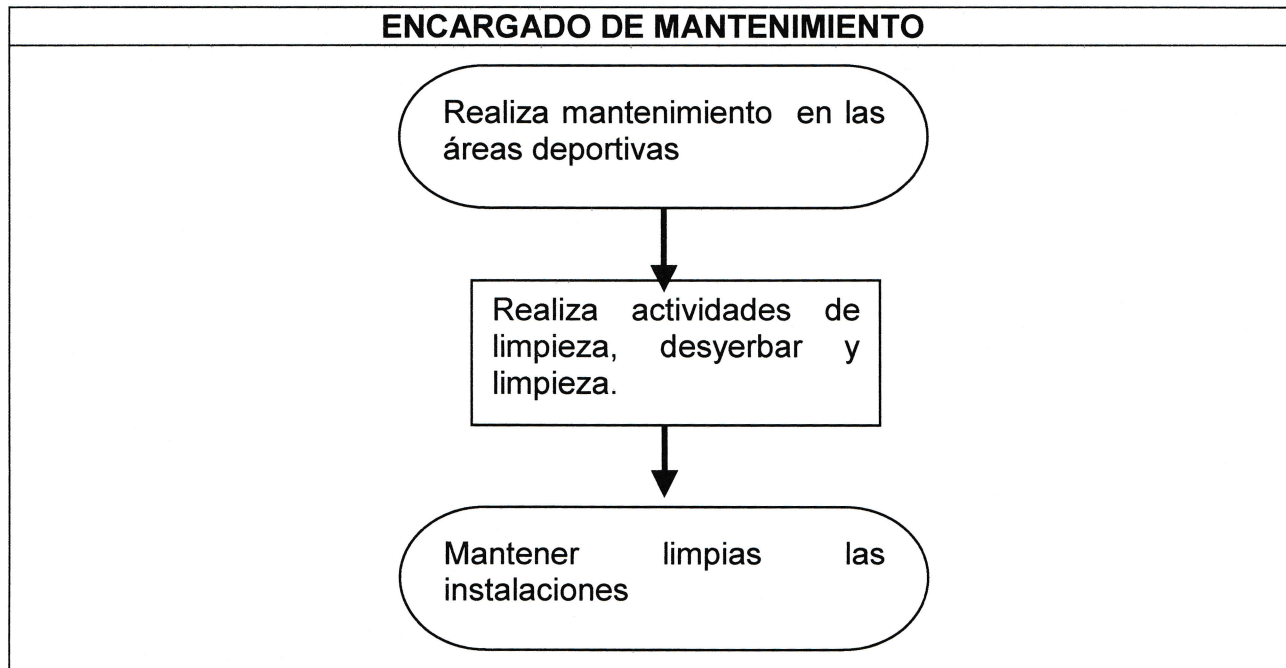 ENCARGADO DE MANTENIMIENTO
Realiza mantenimiento en las
áreas deportivas
Realiza actividades de
limpieza, desyerbar y
limpieza.
Mantener limpias las
instalaciones